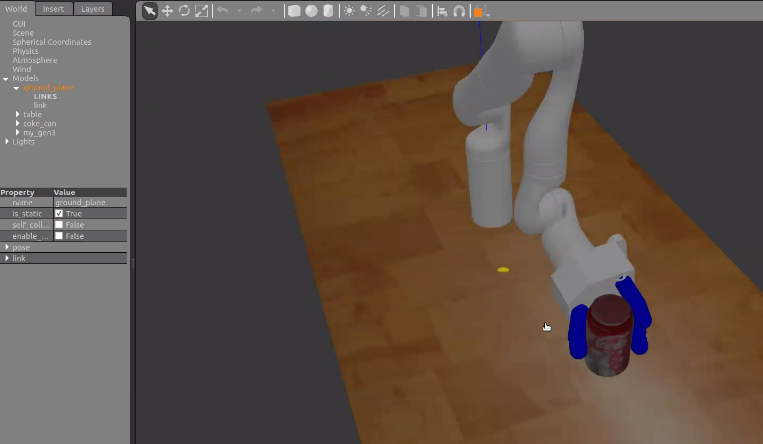 World Insert Layers
GUI
Scene
Spherical Coordinates
Physics
Atmosphere
Wind
Models
ground_plane
LINKS
link
table
coke_can
my_gen3
Lights
Property Value
name ground_plane
is_static True
self_coll... False
enable_... False
pose
link